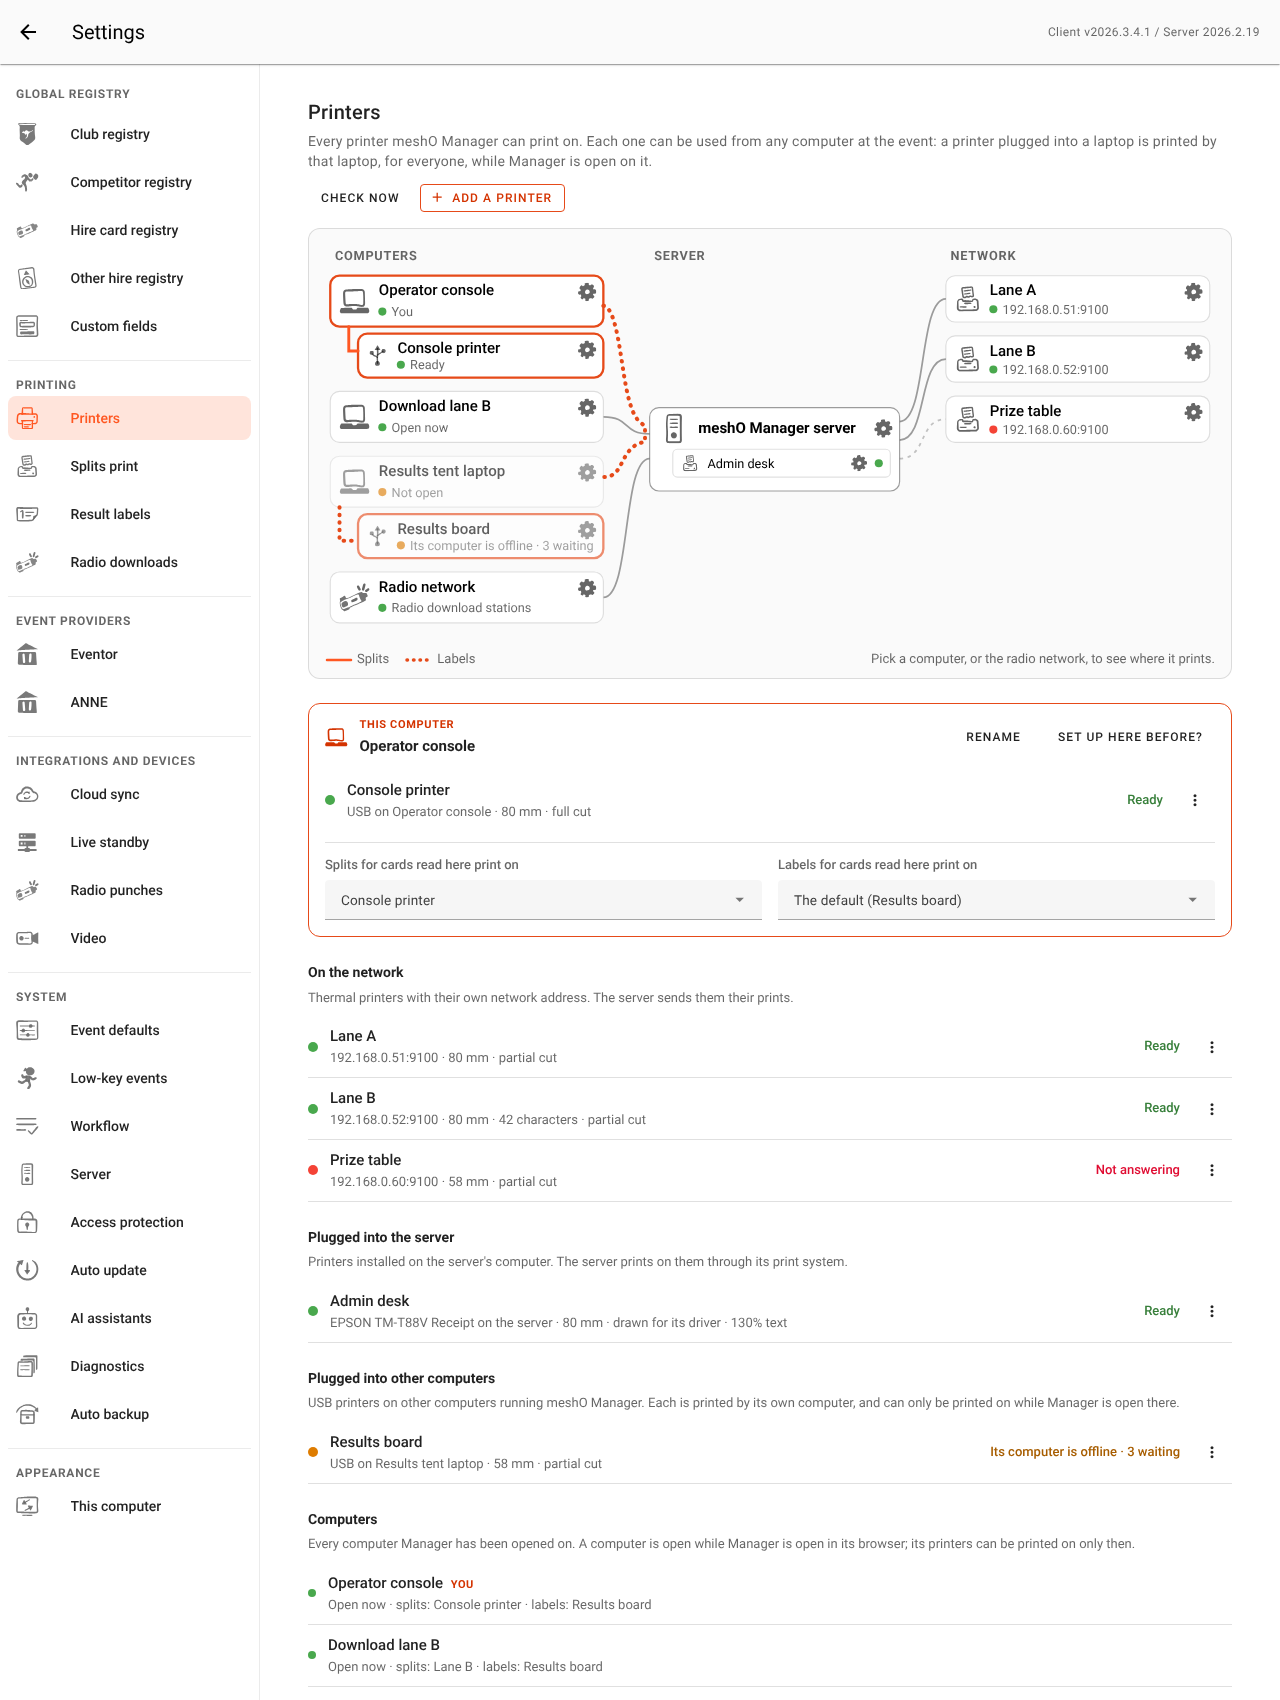 Settings
Client v2026.3.4.1 / Server 2026.2.19
GLOBAL REGISTRY
Club registry
Competitor registry
Hire card registry
Other hire registry
Custom fields
PRINTING
Printers
Splits print
Result labels
Radio downloads
EVENT PROVIDERS
Eventor
ANNE
INTEGRATIONS AND DEVICES
Cloud sync
Live standby
Radio punches
Video
SYSTEM
Event defaults
Low-key events
Workflow
Server
Access protection
Auto update
AI assistants
Diagnostics
Auto backup
APPEARANCE
This computer
Printers
Every printer meshO Manager can print on. Each one can be used from any computer at the event: a printer plugged into a laptop is printed by
that laptop, for everyone, while Manager is open on it.
CHECK NOW
+ ADD A PRINTER
COMPUTERS
SERVER
NETWORK
Operator console
You
Console printer
Ready
Download lane B
Open now
Results tent laptop
Not open
Results board
Its computer is offline · 3 waiting
Radio network
Radio download stations
meshO Manager server
Admin desk
Lane A
192.168.0.51:9100
Lane B
192.168.0.52:9100
Prize table
192.168.0.60:9100
Splits
Labels
Pick a computer, or the radio network, to see where it prints.
THIS COMPUTER
Operator console
RENAME
SET UP HERE BEFORE?
Console printer
USB on Operator console · 80 mm · full cut
Ready
Splits for cards read here print on
Console printer
Labels for cards read here print on
The default (Results board)
On the network
Thermal printers with their own network address. The server sends them their prints.
Lane A
192.168.0.51:9100 · 80 mm · partial cut
Ready
Lane B
192.168.0.52:9100 · 80 mm · 42 characters · partial cut
Ready
Prize table
192.168.0.60:9100 · 58 mm · partial cut
Not answering
Plugged into the server
Printers installed on the server's computer. The server prints on them through its print system.
Admin desk
EPSON TM-T88V Receipt on the server · 80 mm · drawn for its driver · 130% text
Ready
Plugged into other computers
USB printers on other computers running meshO Manager. Each is printed by its own computer, and can only be printed on while Manager is open there.
Results board
USB on Results tent laptop · 58 mm · partial cut
Its computer is offline · 3 waiting
Computers
Every computer Manager has been opened on. A computer is open while Manager is open in its browser; its printers can be printed on only then.
Operator console YOU
Open now · splits: Console printer · labels: Results board
Download lane B
Open now · splits: Lane B · labels: Results board